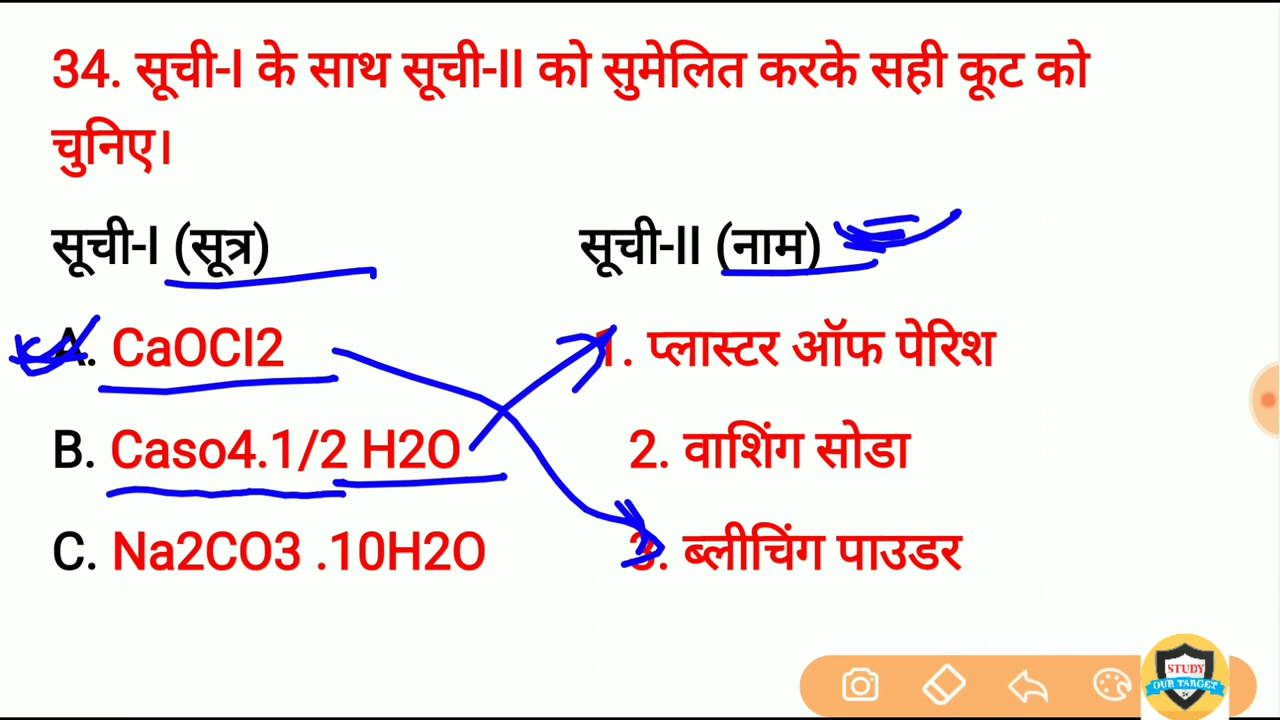 34. सूची-I के साथ सूची-II को सुमेलित करके सही कूट को
चुनिए।
सूची-I (सूत्र) सूची-II (नाम)
A. CaOCl2 1. प्लास्टर ऑफ पेरिश
B. Caso4.1/2 H2O 2. वाशिंग सोडा
C. Na2CO3 .10H2O 3. ब्लीचिंग पाउडर
STUDY
OUR TARGET